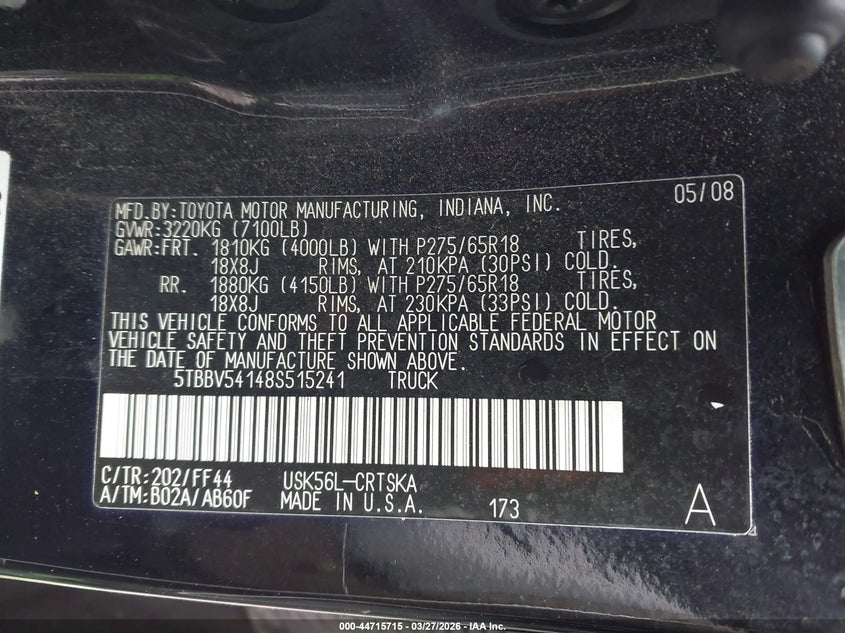 05/08
MFD.BY:TOYOTA MOTOR MANUFACTURING, INDIANA, INC.
GVWR:3220KG (7100LB)
GAWR:FRT. 1810KG (4000LB) WITH P275/65R18 TIRES,
18X8J RIMS, AT 210KPA (30PSI) COLD.
RR. 1880KG (4150LB) WITH P275/65R18 TIRES,
18X8J RIMS, AT 230KPA (33PSI) COLD.
THIS VEHICLE CONFORMS TO ALL APPLICABLE FEDERAL MOTOR
VEHICLE SAFETY AND THEFT PREVENTION STANDARDS IN EFFECT ON
THE DATE OF MANUFACTURE SHOWN ABOVE.
5TBBV54148S515241 TRUCK
C/TR:202/FF44 USK56L-CRTSKA
A/TM:B02A/AB60F MADE IN U.S.A. 173 A
000-44715715 - 03/27/2026 - IAA Inc.